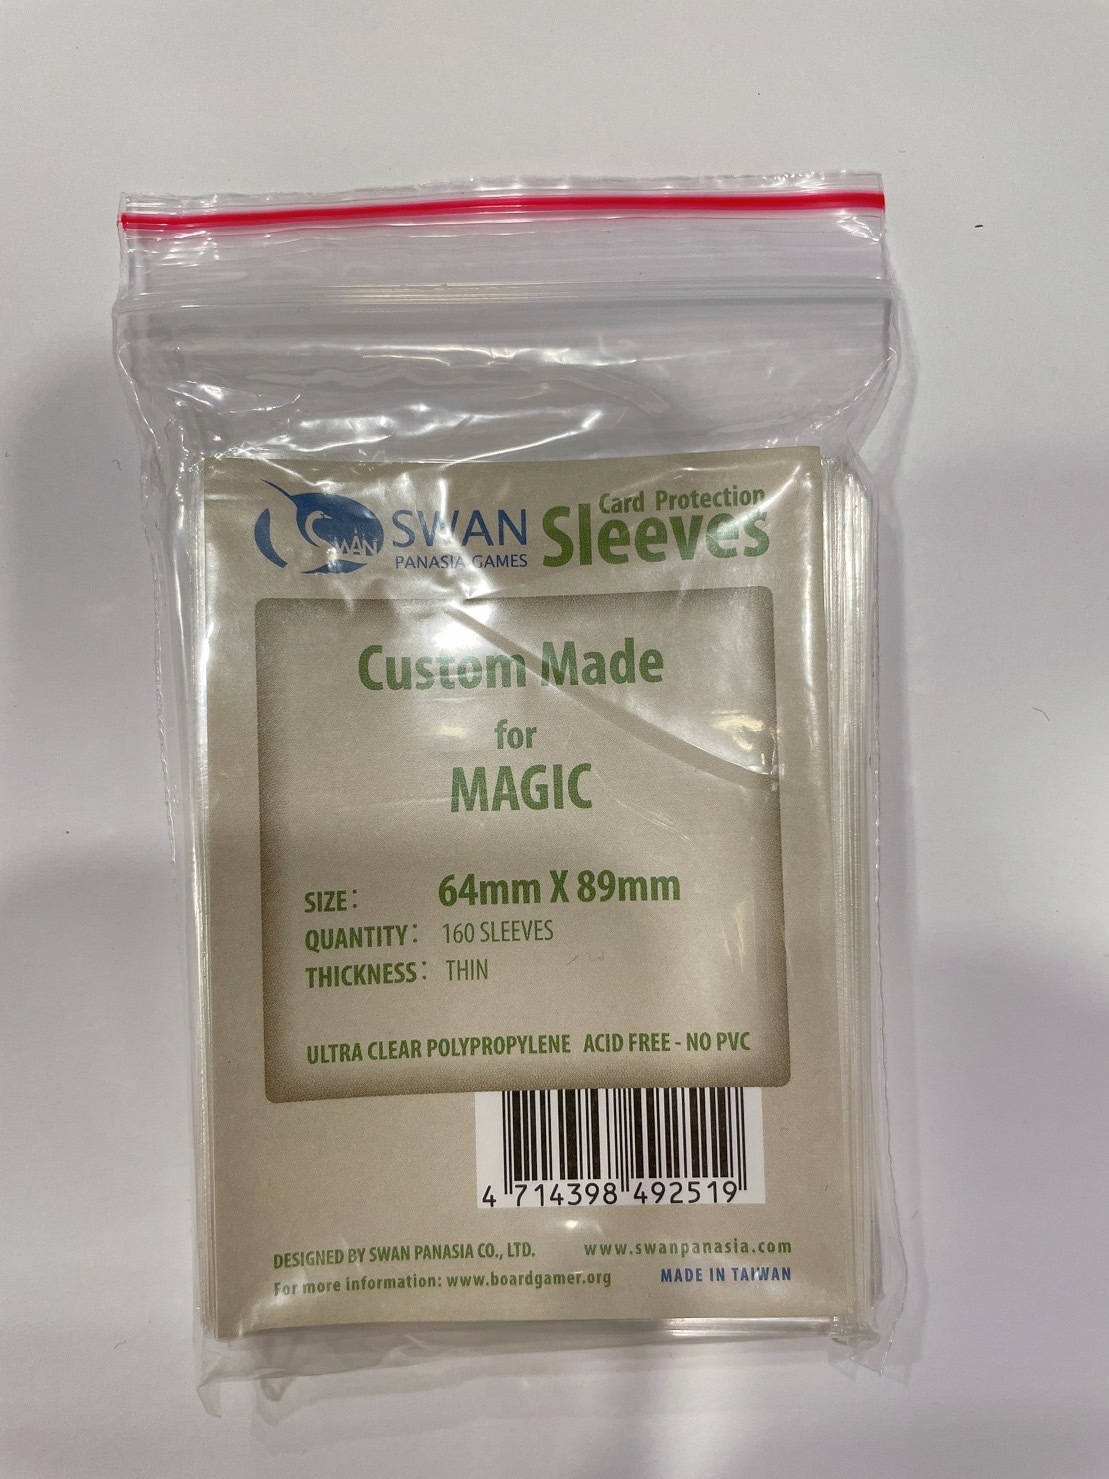 SWAN
SWAN
PANASIA GAMES
Card Protection
Sleeves
Custom Made
for
MAGIC
SIZE： 64mm X 89mm
QUANTITY： 160 SLEEVES
THICKNESS： THIN
ULTRA CLEAR POLYPROPYLENE ACID FREE - NO PVC
4 714398 492519
DESIGNED BY SWAN PANASIA CO., LTD. www.swanpanasia.com
For more information: www.boardgamer.org MADE IN TAIWAN